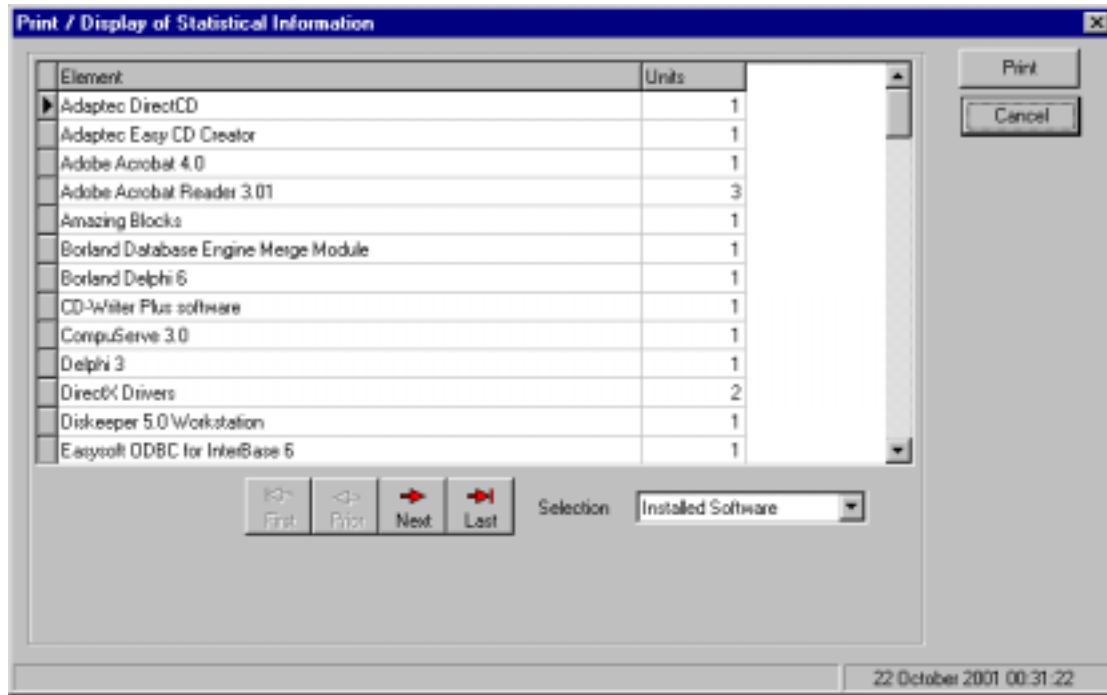 Print / Display of Statistical Information
Print
Cancel
Element Units
Adaptec DirectCD 1
Adaptec Easy CD Creator 1
Adobe Acrobat 4.0 1
Adobe Acrobat Reader 3.01 3
Amazing Blocks 1
Borland Database Engine Merge Module 1
Borland Delphi 6 1
CD-Writer Plus software 1
CompuServe 3.0 1
Delphi 3 1
DirectX Drivers 2
Diskeeper 5.0 Workstation 1
Easysoft ODBC for InterBase 6 1
First Prior Next Last Selection Installed Software
22 October 2001 00:31:22